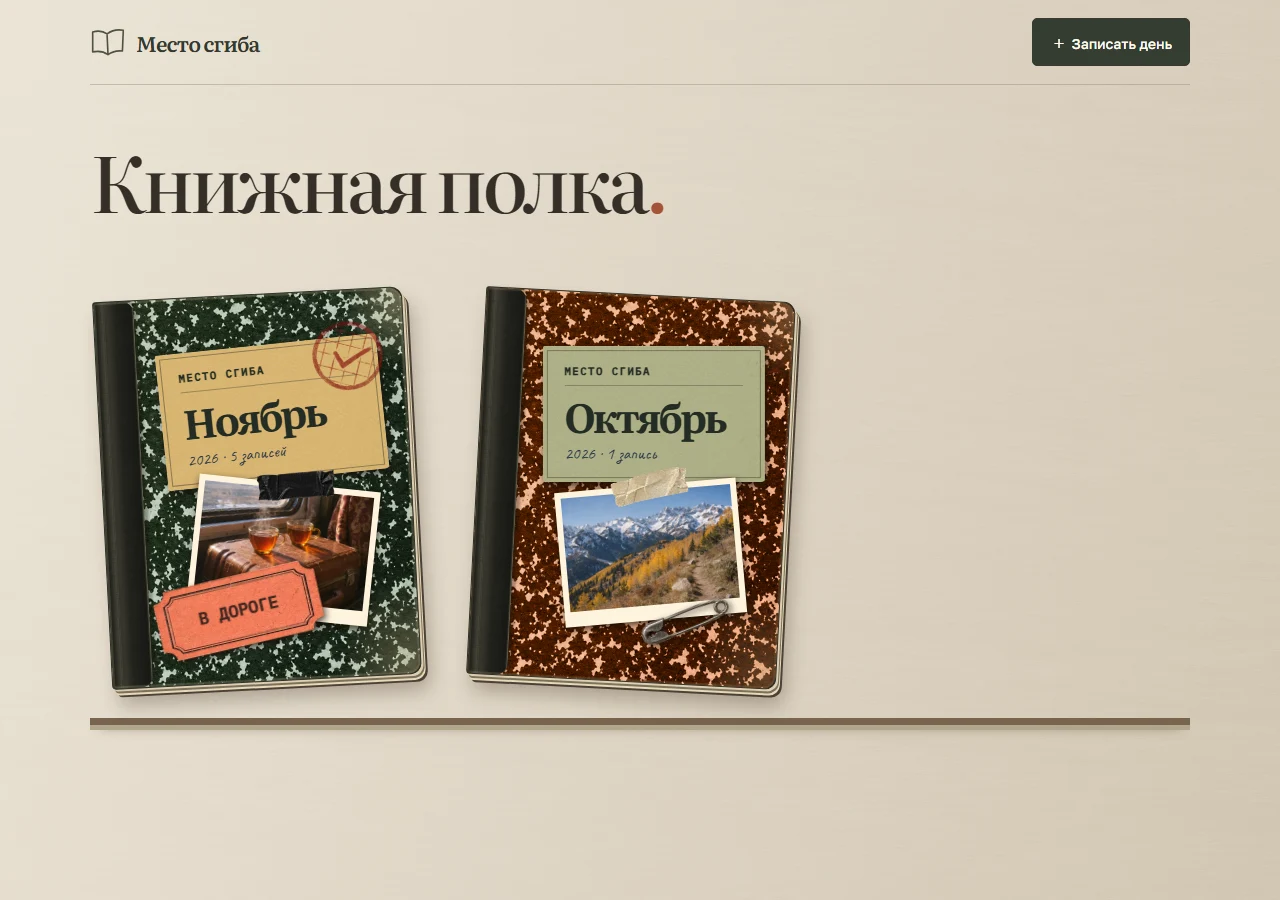 Место сгиба
+ Записать день
Книжная полка.
МЕСТО СГИБА
Ноябрь
2026 · 5 записей
В ДОРОГЕ
МЕСТО СГИБА
Октябрь
2026 · 1 запись